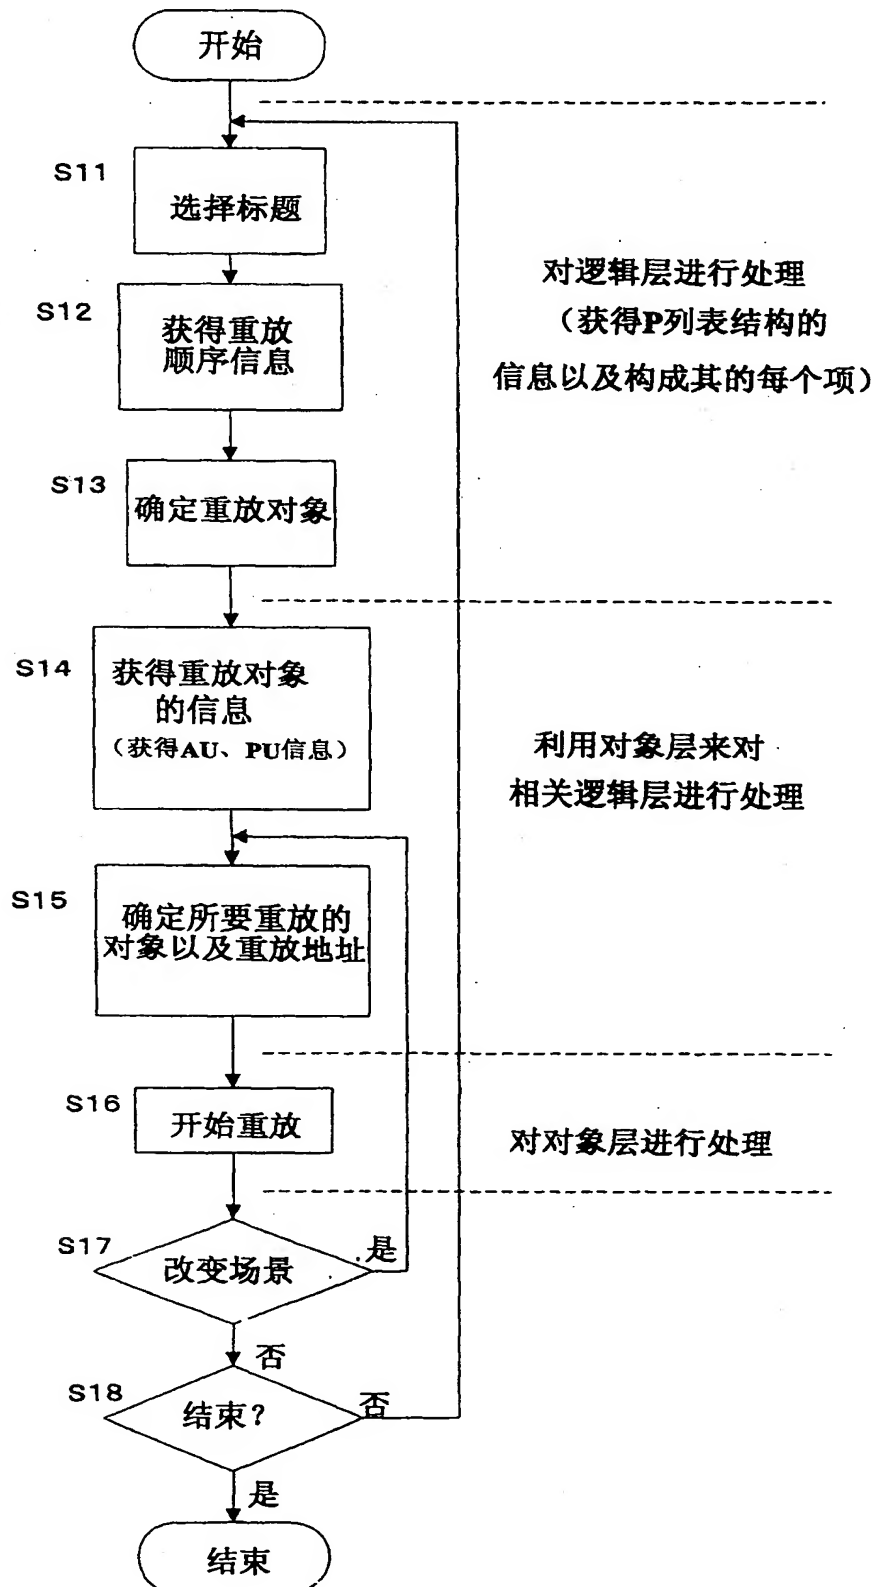 开始
S11
选择标题
对逻辑层进行处理
（获得P列表结构的
信息以及构成其的每个项）
S12
获得重放
顺序信息
S13
确定重放对象
S14
获得重放对象
的信息
（获得AU、PU信息）
利用对象层来对
相关逻辑层进行处理
S15
确定所要重放的
对象以及重放地址
S16
开始重放
对对象层进行处理
S17
改变场景
是
否
S18
结束？
否
是
结束